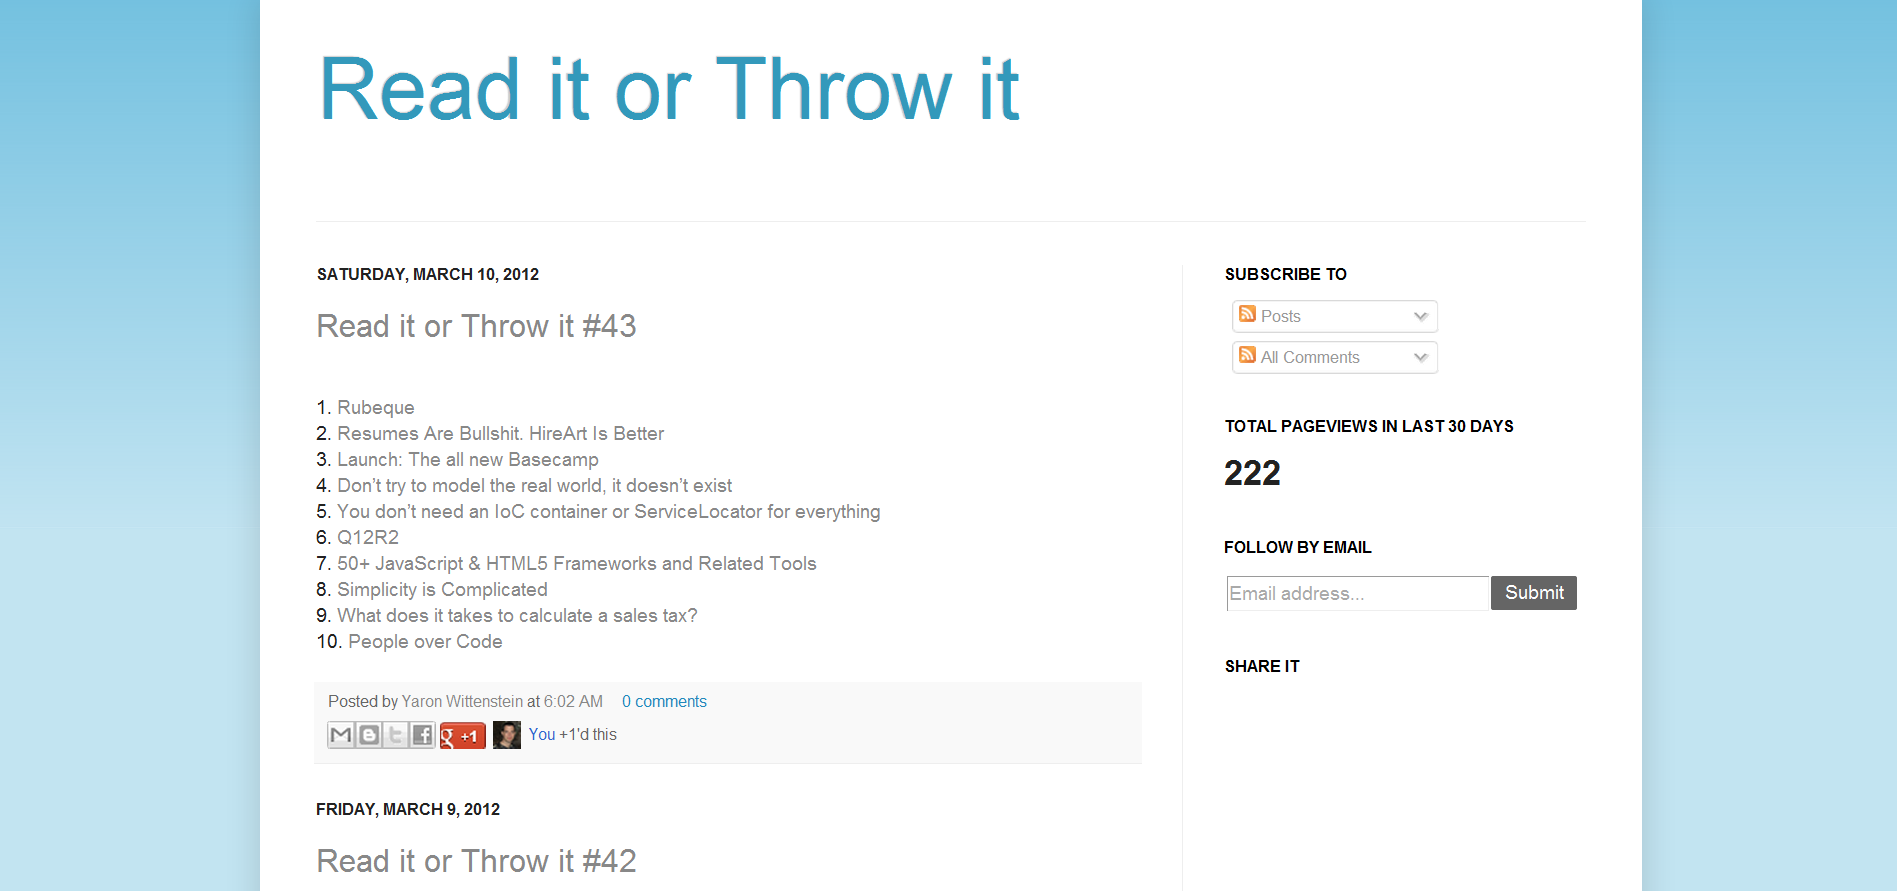 Read it or Throw it
SATURDAY, MARCH 10, 2012
Read it or Throw it #43
1. Rubeque
2. Resumes Are Bullshit. HireArt Is Better
3. Launch: The all new Basecamp
4. Don’t try to model the real world, it doesn’t exist
5. You don’t need an IoC container or ServiceLocator for everything
6. Q12R2
7. 50+ JavaScript & HTML5 Frameworks and Related Tools
8. Simplicity is Complicated
9. What does it takes to calculate a sales tax?
10. People over Code
Posted by Yaron Wittenstein at 6:02 AM 0 comments
g +1 You +1'd this
FRIDAY, MARCH 9, 2012
Read it or Throw it #42
SUBSCRIBE TO
Posts
All Comments
TOTAL PAGEVIEWS IN LAST 30 DAYS
222
FOLLOW BY EMAIL
Email address... Submit
SHARE IT